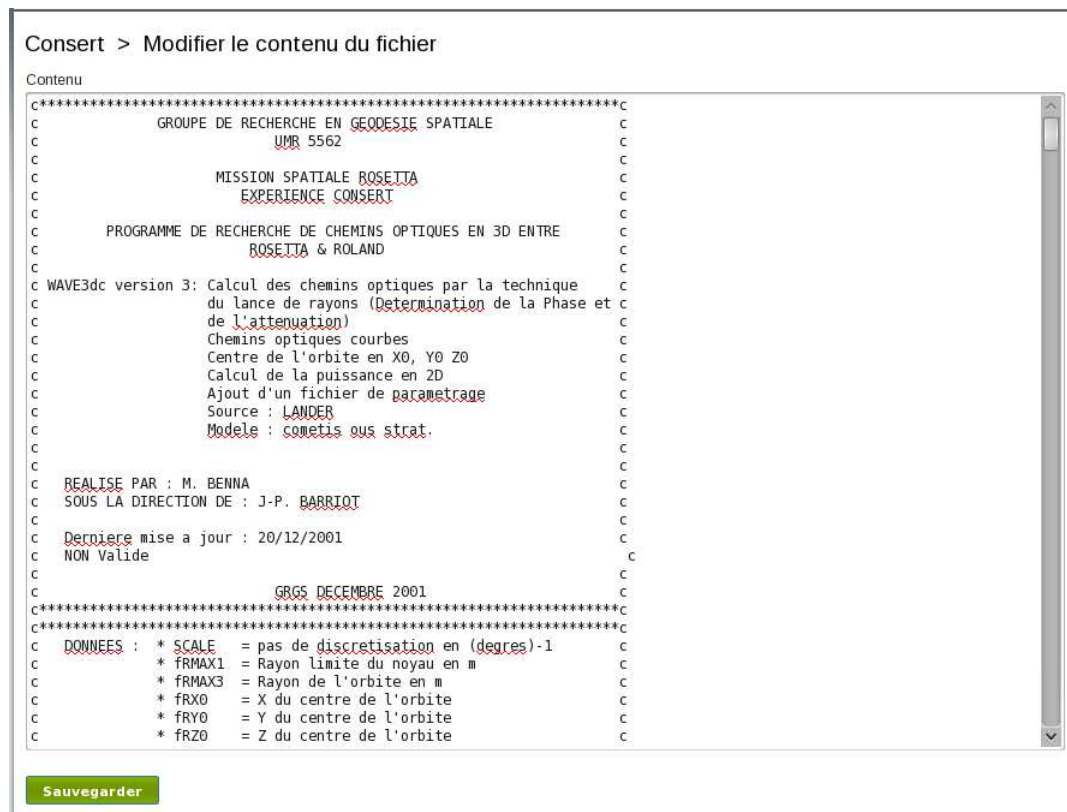 Consert > Modifier le contenu du fichier
Contenu
c*********************************************************************c
c GROUPE DE RECHERCHE EN GEODESIE SPATIALE c
c UMR 5562 c
c c
c MISSION SPATIALE ROSETTA c
c EXPERIENCE CONSERT c
c c
c PROGRAMME DE RECHERCHE DE CHEMINS OPTIQUES EN 3D ENTRE c
c ROSETTA & ROLAND c
c c
c WAVE3dc version 3: Calcul des chemins optiques par la technique c
c du lance de rayons (Determination de la Phase et c
c de l'attenuation) c
c Chemins optiques courbes c
c Centre de l'orbite en X0, Y0 Z0 c
c Calcul de la puissance en 2D c
c Ajout d'un fichier de parametrage c
c Source : LANDER c
c Modele : cometis ous strat. c
c c
c c
c REALISE PAR : M. BENNA c
c SOUS LA DIRECTION DE : J-P. BARRIOT c
c c
c Derniere mise a jour : 20/12/2001 c
c NON Valide c
c c
c GRGS DECEMBRE 2001 c
c*********************************************************************c
c*********************************************************************c
c DONNEES : * SCALE = pas de discretisation en (degres)-1 c
c * fRMAX1 = Rayon limite du noyau en m c
c * fRMAX3 = Rayon de l'orbite en m c
c * fRX0 = X du centre de l'orbite c
c * fRY0 = Y du centre de l'orbite c
c * fRZ0 = Z du centre de l'orbite c
Sauvegarder